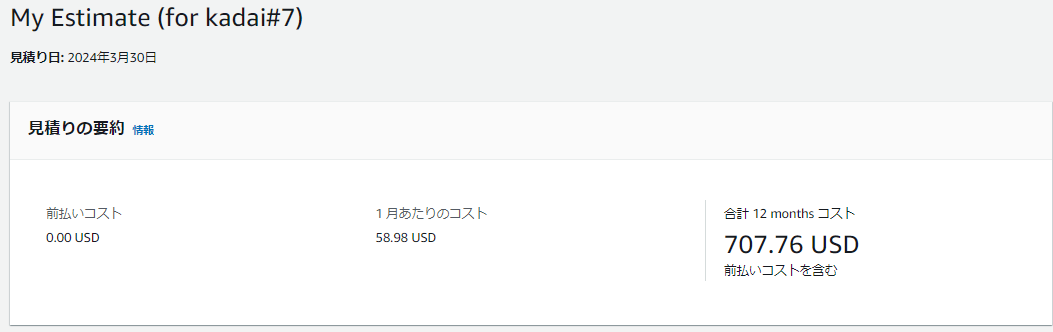 My Estimate (for kadai#7)
見積り日: 2024年3月30日
見積りの要約 情報
前払いコスト
0.00 USD
1 月あたりのコスト
58.98 USD
合計 12 months コスト
707.76 USD
前払いコストを含む